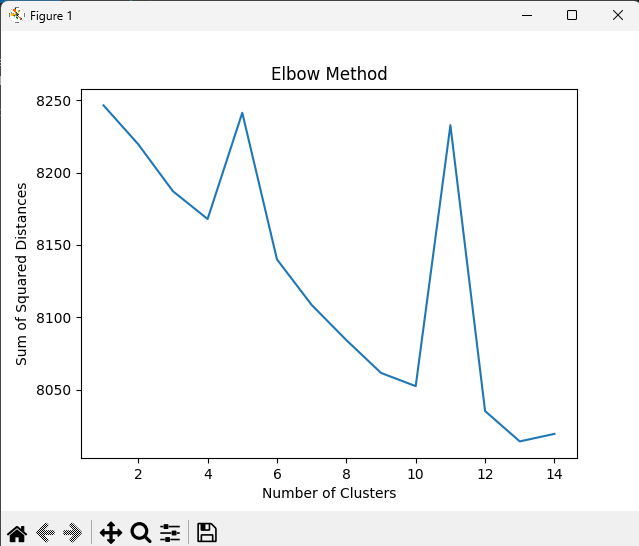 Figure 1
Elbow Method
8250
8200
8150
8100
8050
Sum of Squared Distances
2 4 6 8 10 12 14
Number of Clusters